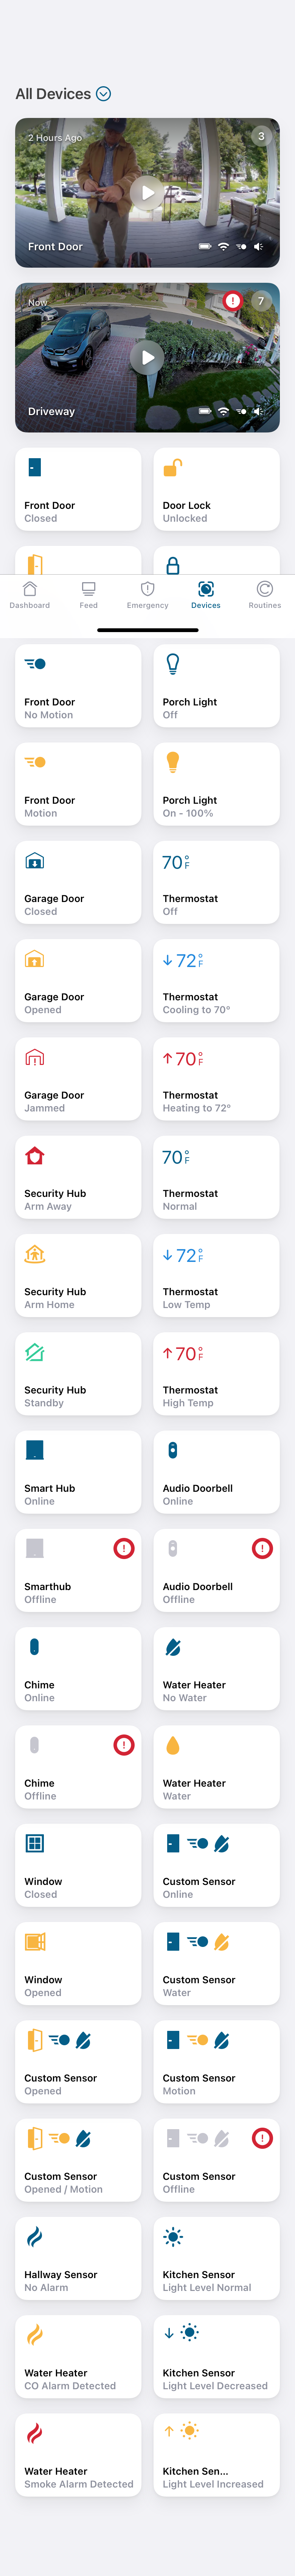 All Devices
2 Hours Ago
3
Front Door
Now
7
Driveway
Front Door
Closed
Door Lock
Unlocked
Dashboard
Feed
Emergency
Devices
Routines
Front Door
No Motion
Porch Light
Off
Front Door
Motion
Porch Light
On - 100%
Garage Door
Closed
70°F
Thermostat
Off
Garage Door
Opened
72°F
Thermostat
Cooling to 70°
Garage Door
Jammed
70°F
Thermostat
Heating to 72°
Security Hub
Arm Away
70°F
Thermostat
Normal
Security Hub
Arm Home
72°F
Thermostat
Low Temp
Security Hub
Standby
70°F
Thermostat
High Temp
Smart Hub
Online
Audio Doorbell
Online
Smarthub
Offline
Audio Doorbell
Offline
Chime
Online
Water Heater
No Water
Chime
Offline
Water Heater
Water
Window
Closed
Custom Sensor
Online
Window
Opened
Custom Sensor
Water
Custom Sensor
Opened
Custom Sensor
Motion
Custom Sensor
Opened / Motion
Custom Sensor
Offline
Hallway Sensor
No Alarm
Kitchen Sensor
Light Level Normal
Water Heater
CO Alarm Detected
Kitchen Sensor
Light Level Decreased
Water Heater
Smoke Alarm Detected
Kitchen Sen...
Light Level Increased